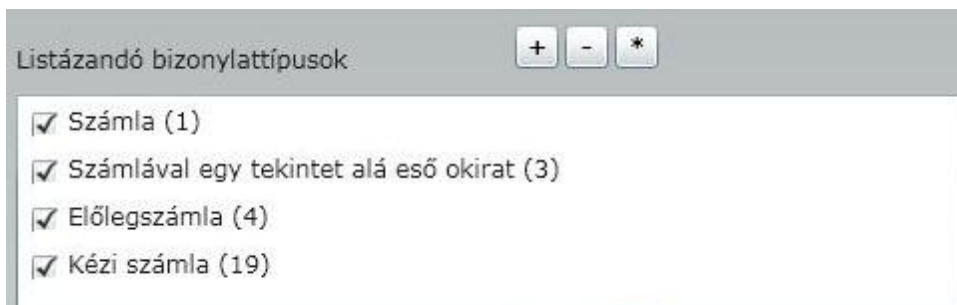 Listázandó bizonylattípusok + - *
Számla (1)
Számlával egy tekintet alá eső okirat (3)
Előlegszámla (4)
Kézi számla (19)